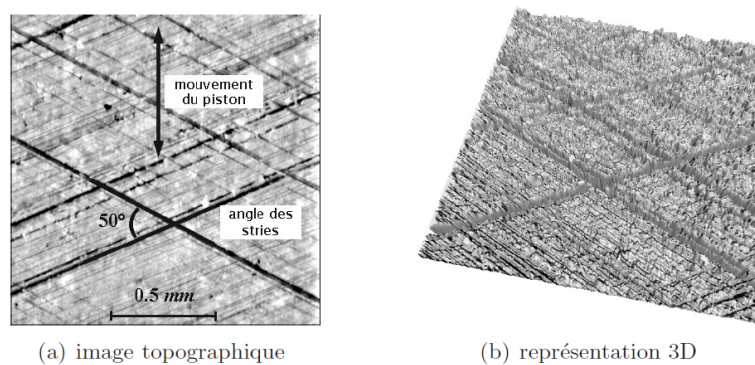 mouvement
du piston
50°
angle des
stries
0.5 mm
(a) image topographique
(b) représentation 3D